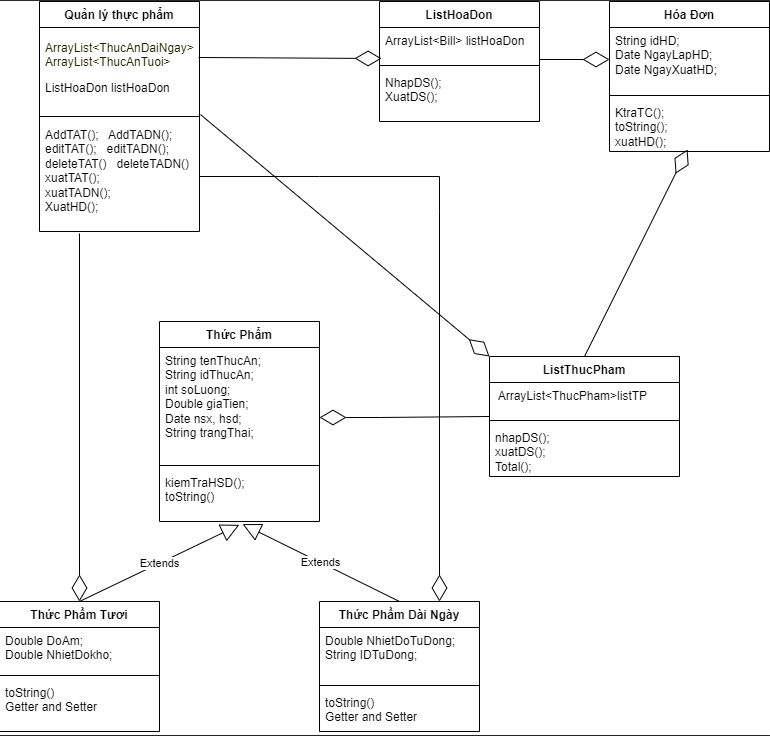 Quản lý thực phẩm
ArrayList<ThucAnDaiNgay>
ArrayList<ThucAnTuoi>
ListHoaDon listHoaDon
AddTAT(); AddTADN();
editTAT(); editTADN();
deleteTAT() deleteTADN()
xuatTAT();
xuatTADN();
XuatHD();
ListHoaDon
ArrayList<Bill> listHoaDon
NhapDS();
XuatDS();
Hóa Đơn
String idHD;
Date NgayLapHD;
Date NgayXuatHD;
KtraTC();
toString();
xuatHD();
Thức Phẩm
String tenThucAn;
String idThucAn;
int soLuong;
Double giaTien;
Date nsx, hsd;
String trangThai;
kiemTraHSD();
toString()
ListThucPham
ArrayList<ThucPham>listTP
nhapDS();
xuatDS();
Total();
Extends
Extends
Thức Phẩm Tươi
Double DoAm;
Double NhietDokho;
toString()
Getter and Setter
Thức Phẩm Dài Ngày
Double NhietDoTuDong;
String IDTuDong;
toString()
Getter and Setter